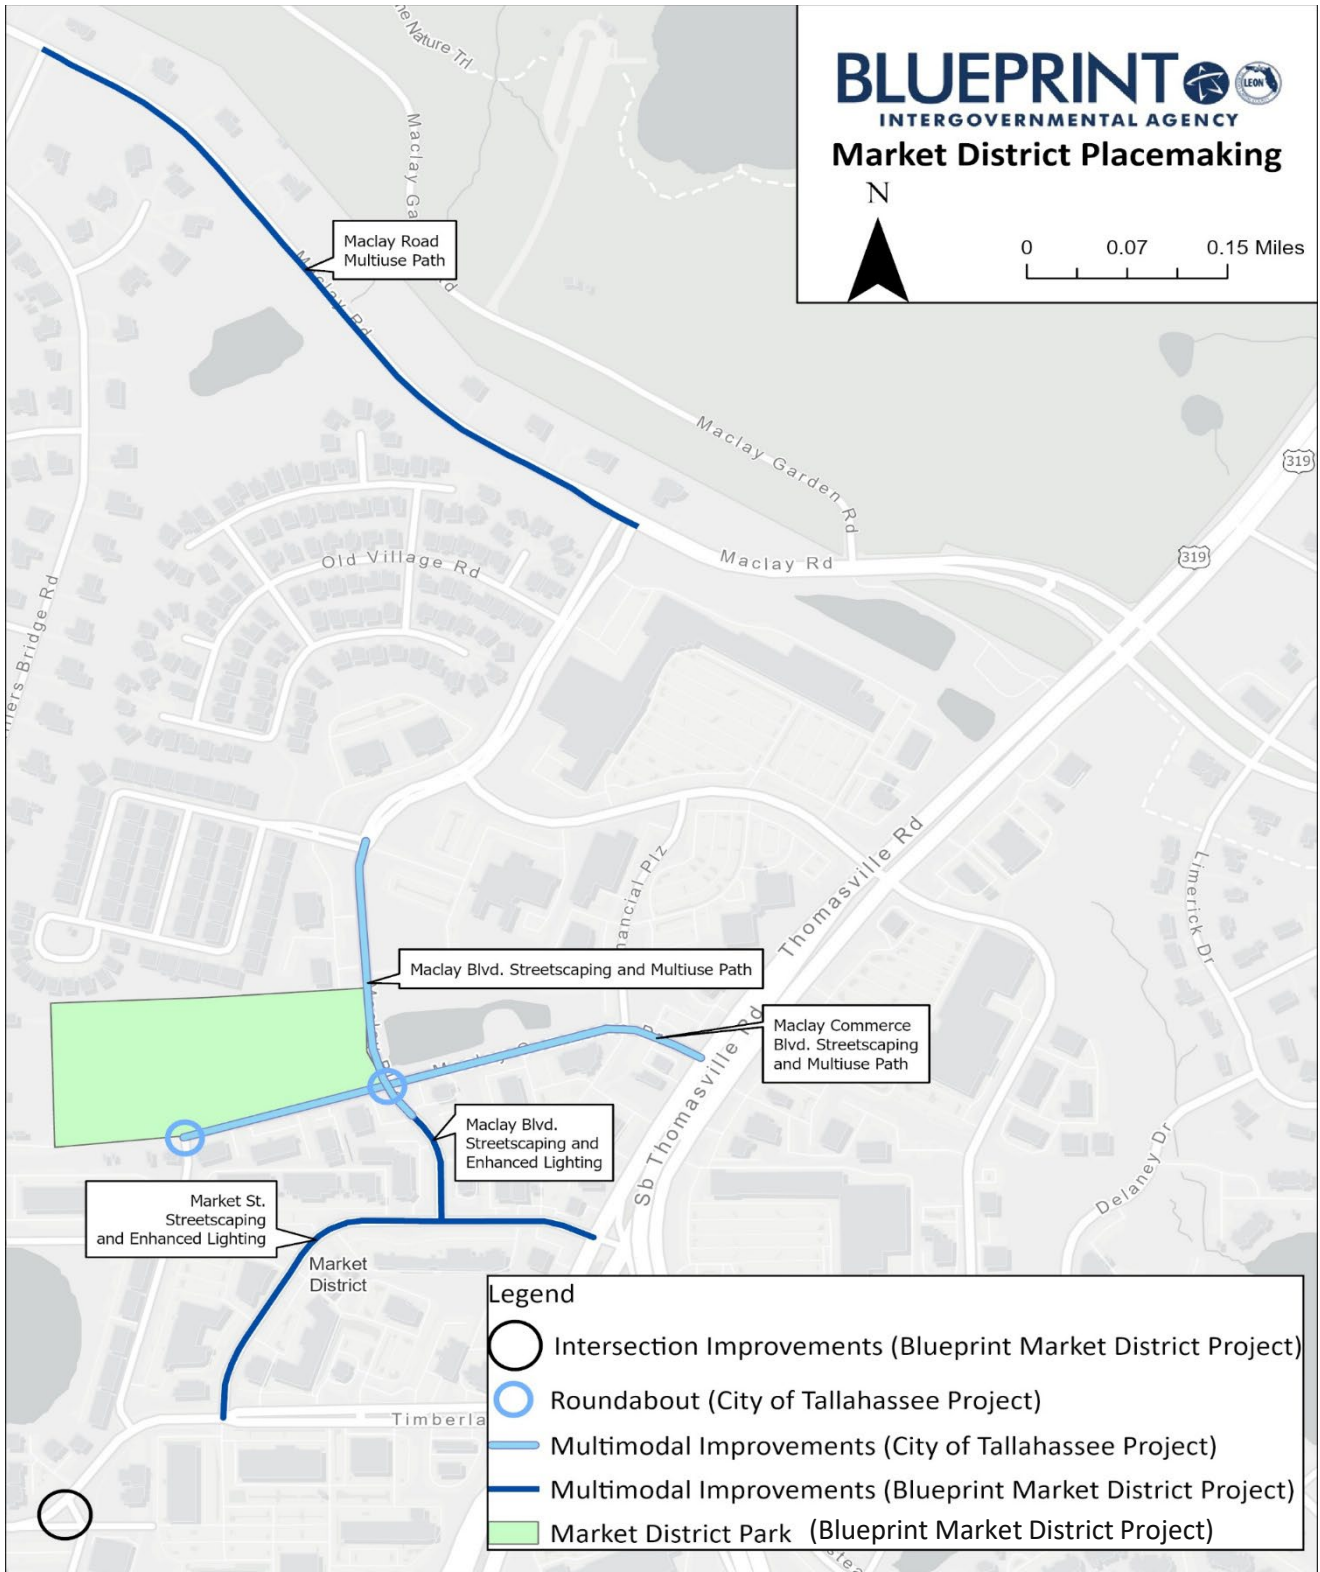 BLUEPRINT
LEON
INTERGOVERNMENTAL AGENCY
Market District Placemaking
N
0 0.07 0.15 Miles
Nature Trl
Maclay Ga
Rd
Maclay Road
Multiuse Path
Maclay Rd
319
Maclay Garden Rd
319
Old Village Rd
Maclay Rd
ners Bridge Rd
Thomasville Rd
Limerick Dr
nancial Plz
Maclay Blvd. Streetscaping and Multiuse Path
Maclay Commerce
Blvd. Streetscaping
and Multiuse Path
Sb Thomasville Rd
Maclay Blvd.
Streetscaping and
Enhanced Lighting
Delaney Dr
Market St.
Streetscaping
and Enhanced Lighting
Market
District
Timberla
Legend
Intersection Improvements (Blueprint Market District Project)
Roundabout (City of Tallahassee Project)
Multimodal Improvements (City of Tallahassee Project)
Multimodal Improvements (Blueprint Market District Project)
Market District Park (Blueprint Market District Project)